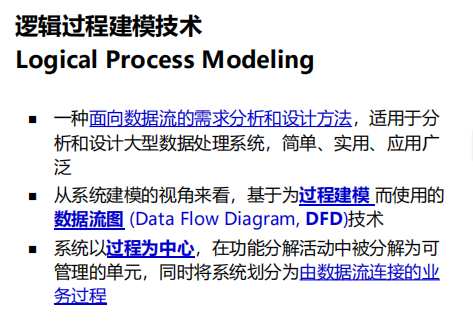 逻辑过程建模技术
Logical Process Modeling
▪ 一种面向数据流的需求分析和设计方法，适用于分
析和设计大型数据处理系统，简单、实用、应用广
泛
▪ 从系统建模的视角来看，基于为过程建模 而使用的
数据流图 (Data Flow Diagram, DFD)技术
▪ 系统以过程为中心，在功能分解活动中被分解为可
管理的单元，同时将系统划分为由数据流连接的业
务过程